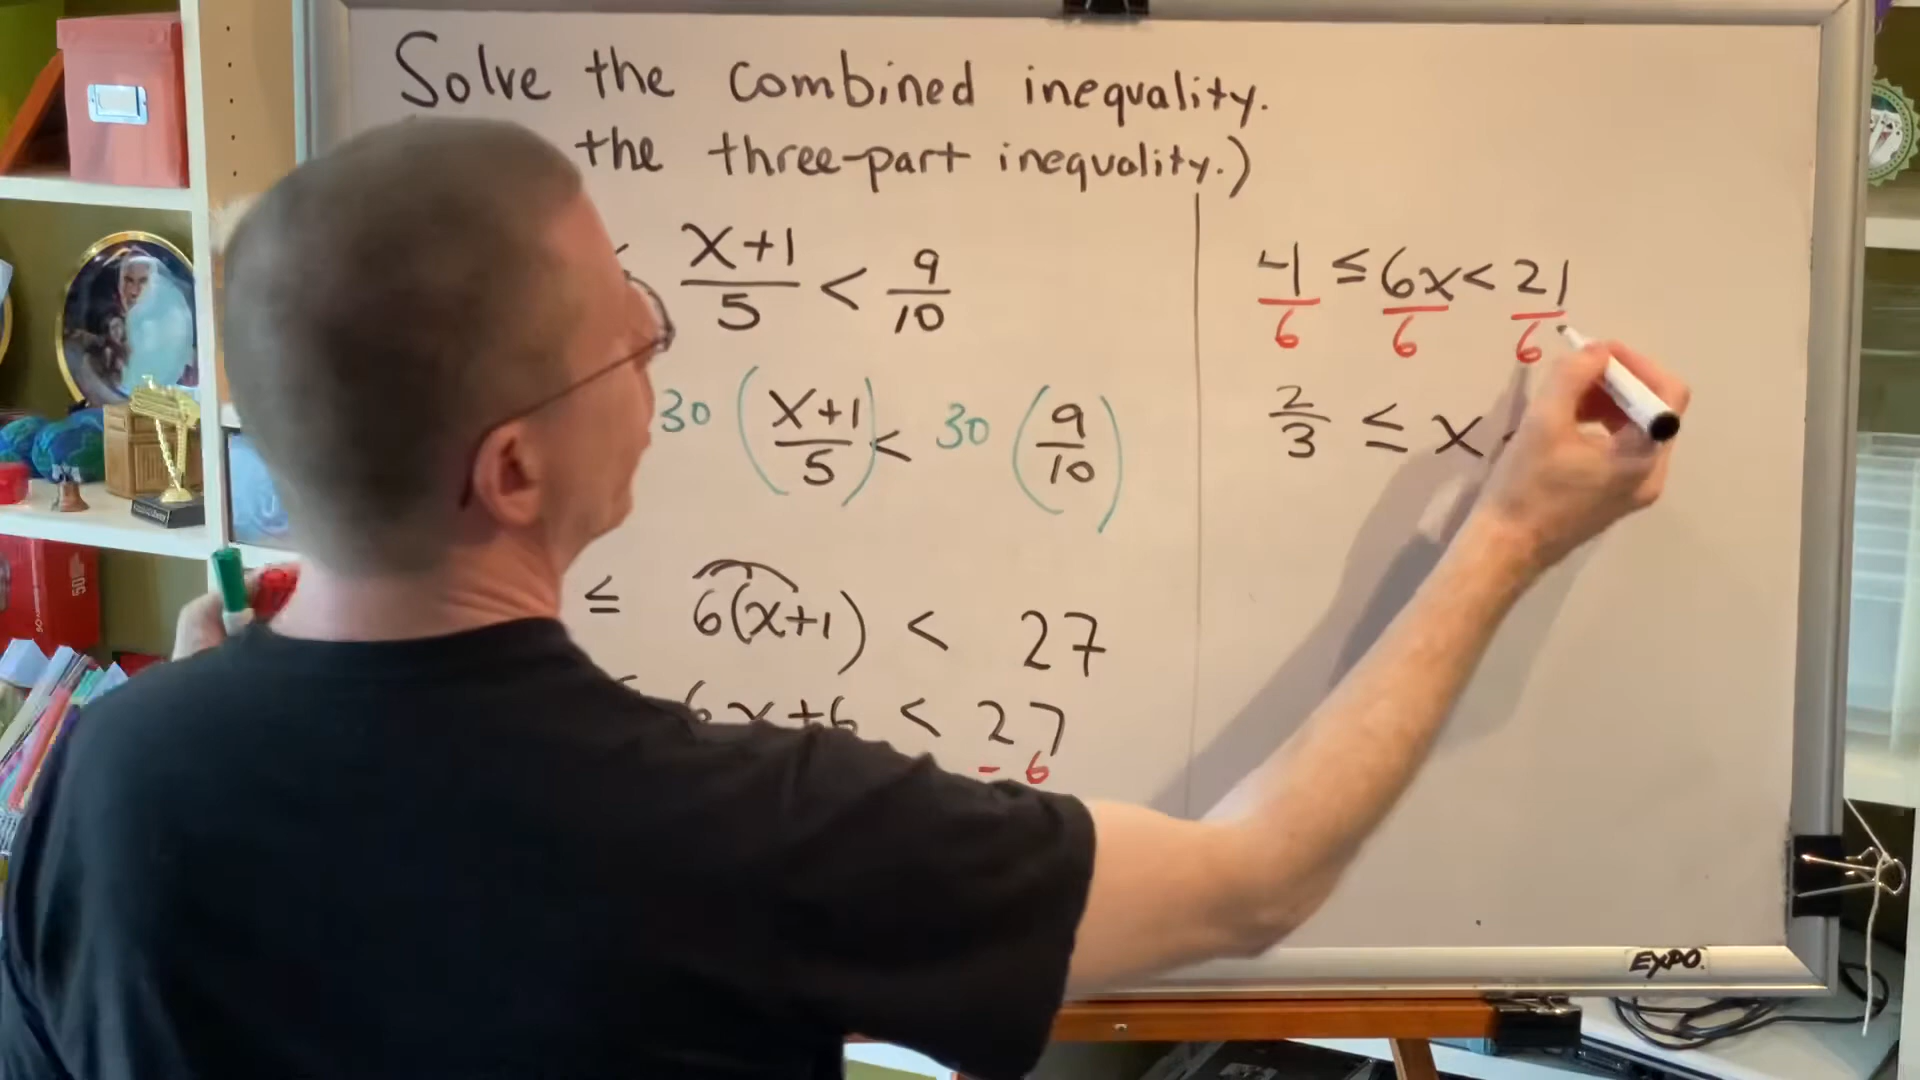 Solve the combined inequality.
the three-part inequality.)
x+1/5 < 9/10
30 (x+1/5) < 30 (9/10)
≤ 6(x+1) < 27
6x+6 < 27
- 6
-4/6 ≤ 6x/6 < 21/6
2/3 ≤ x
EXPO.